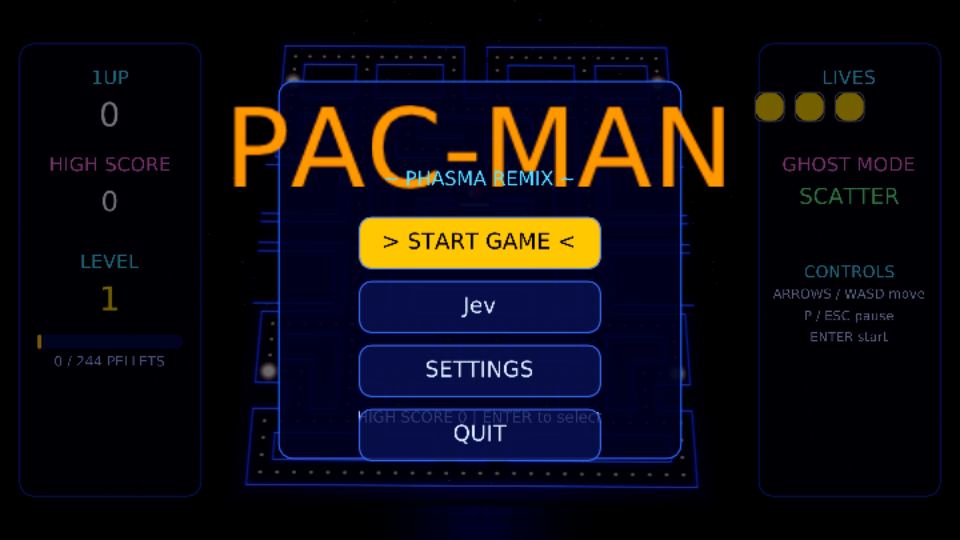 1UP
0
HIGH SCORE
0
LEVEL
1
0 / 244 PELLETS
PAC-MAN
~ PHASMA REMIX ~
> START GAME <
Jev
SETTINGS
HIGH SCORE 0 | ENTER to select
QUIT
LIVES
GHOST MODE
SCATTER
CONTROLS
ARROWS / WASD move
P / ESC pause
ENTER start